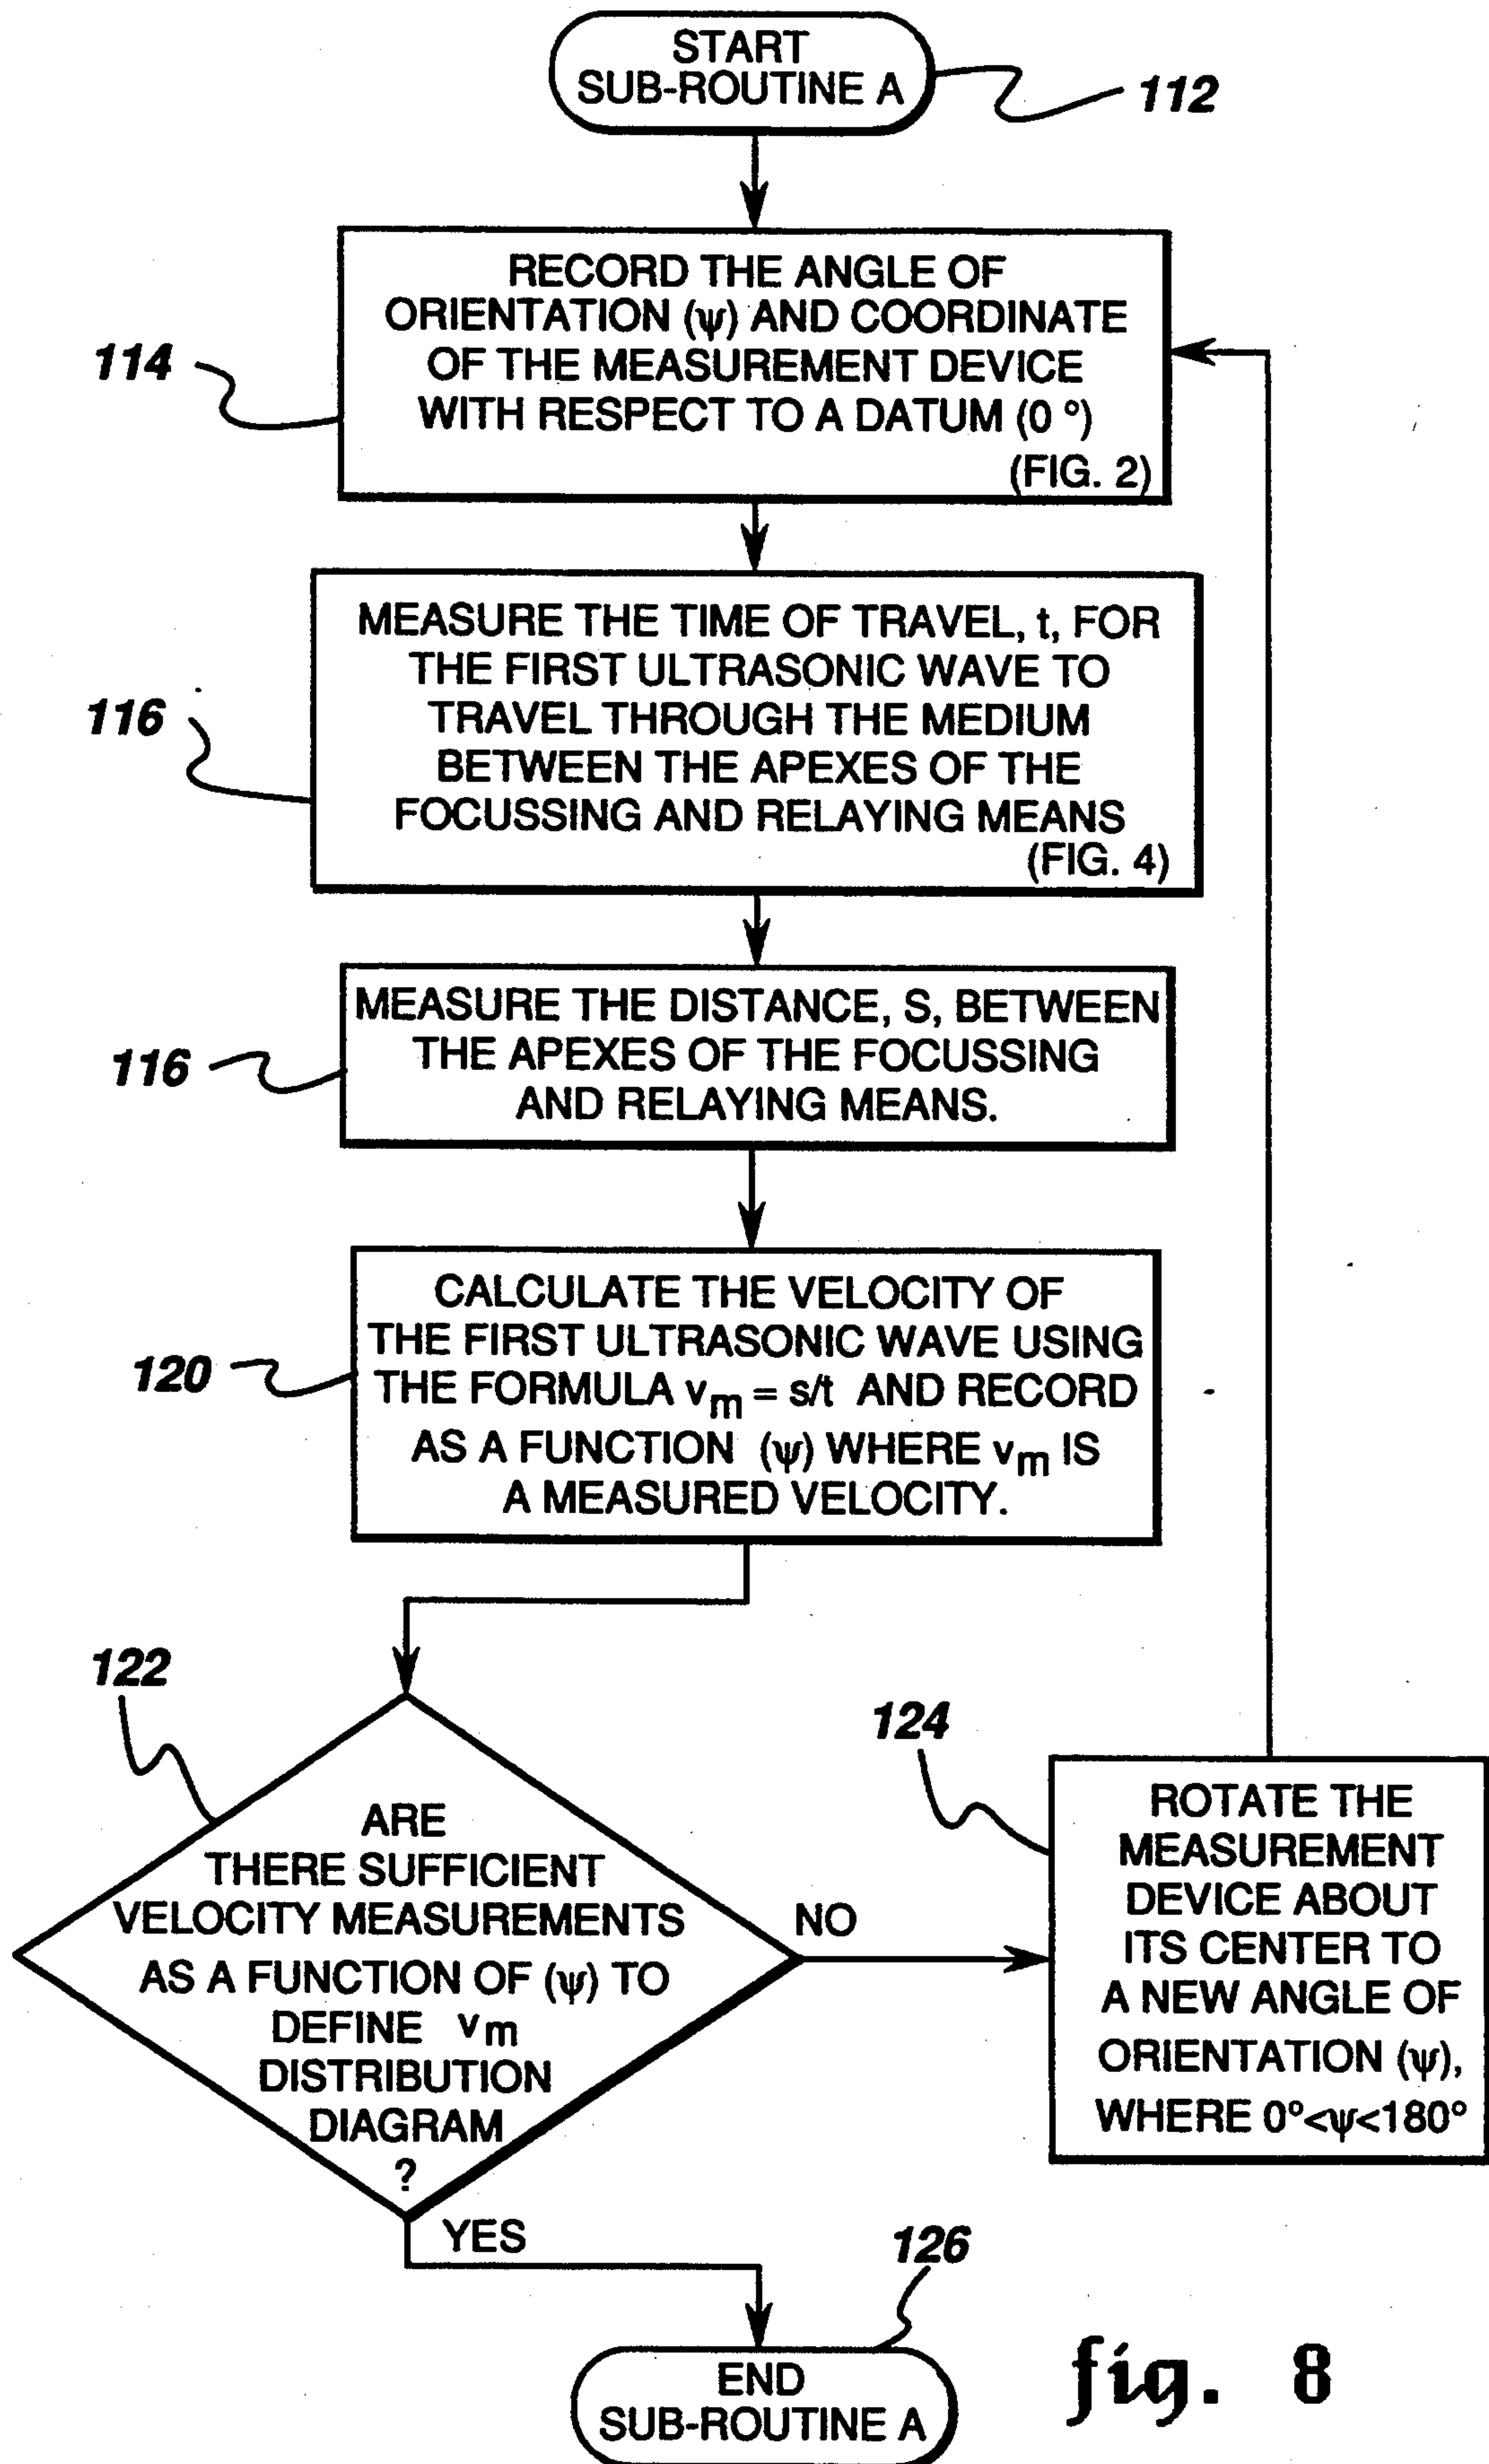 START
SUB-ROUTINE A
112
RECORD THE ANGLE OF
ORIENTATION (ψ) AND COORDINATE
OF THE MEASUREMENT DEVICE
WITH RESPECT TO A DATUM (0 °)
(FIG. 2)
114
MEASURE THE TIME OF TRAVEL, t, FOR
THE FIRST ULTRASONIC WAVE TO
TRAVEL THROUGH THE MEDIUM
BETWEEN THE APEXES OF THE
FOCUSSING AND RELAYING MEANS
(FIG. 4)
116
MEASURE THE DISTANCE, S, BETWEEN
THE APEXES OF THE FOCUSSING
AND RELAYING MEANS.
116
CALCULATE THE VELOCITY OF
THE FIRST ULTRASONIC WAVE USING
THE FORMULA vm = s/t AND RECORD
AS A FUNCTION (ψ) WHERE vm IS
A MEASURED VELOCITY.
120
122
ARE
THERE SUFFICIENT
VELOCITY MEASUREMENTS
AS A FUNCTION OF (ψ) TO
DEFINE vm
DISTRIBUTION
DIAGRAM
?
NO
124
ROTATE THE
MEASUREMENT
DEVICE ABOUT
ITS CENTER TO
A NEW ANGLE OF
ORIENTATION (ψ),
WHERE 0°<ψ<180°
YES
126
END
SUB-ROUTINE A
fig. 8